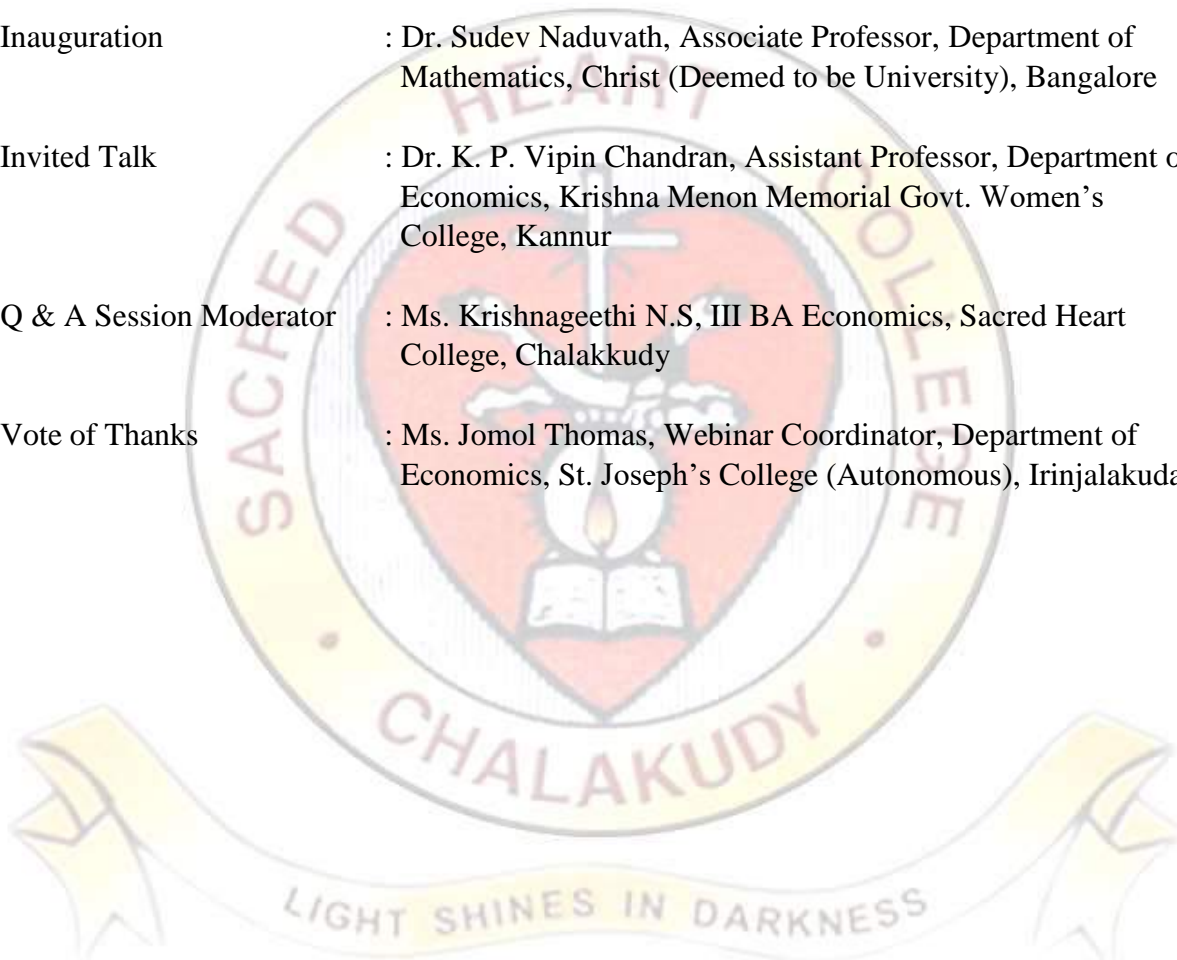 Inauguration : Dr. Sudev Naduvath, Associate Professor, Department of
Mathematics, Christ (Deemed to be University), Bangalore
Invited Talk : Dr. K. P. Vipin Chandran, Assistant Professor, Department o
Economics, Krishna Menon Memorial Govt. Women’s
College, Kannur
Q & A Session Moderator : Ms. Krishnageethi N.S, III BA Economics, Sacred Heart
College, Chalakkudy
Vote of Thanks : Ms. Jomol Thomas, Webinar Coordinator, Department of
Economics, St. Joseph’s College (Autonomous), Irinjalakuda
SACRED HEART COLLEGE
CHALAKUDY
LIGHT SHINES IN DARKNESS